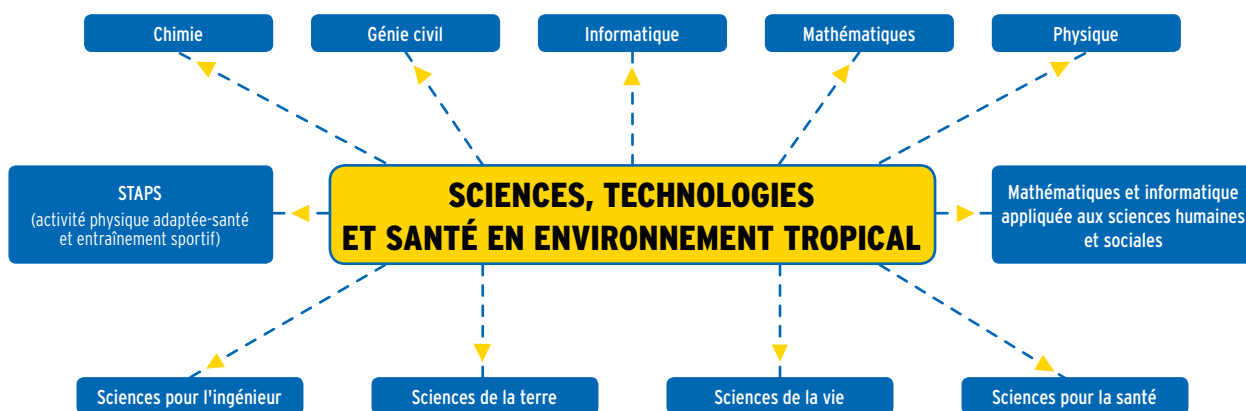 Chimie
Génie civil
Informatique
Mathématiques
Physique
STAPS
(activité physique adaptée-santé
et entraînement sportif)
SCIENCES, TECHNOLOGIES
ET SANTÉ EN ENVIRONNEMENT TROPICAL
Mathématiques et informatique
appliquée aux sciences humaines
et sociales
Sciences pour l'ingénieur
Sciences de la terre
Sciences de la vie
Sciences pour la santé